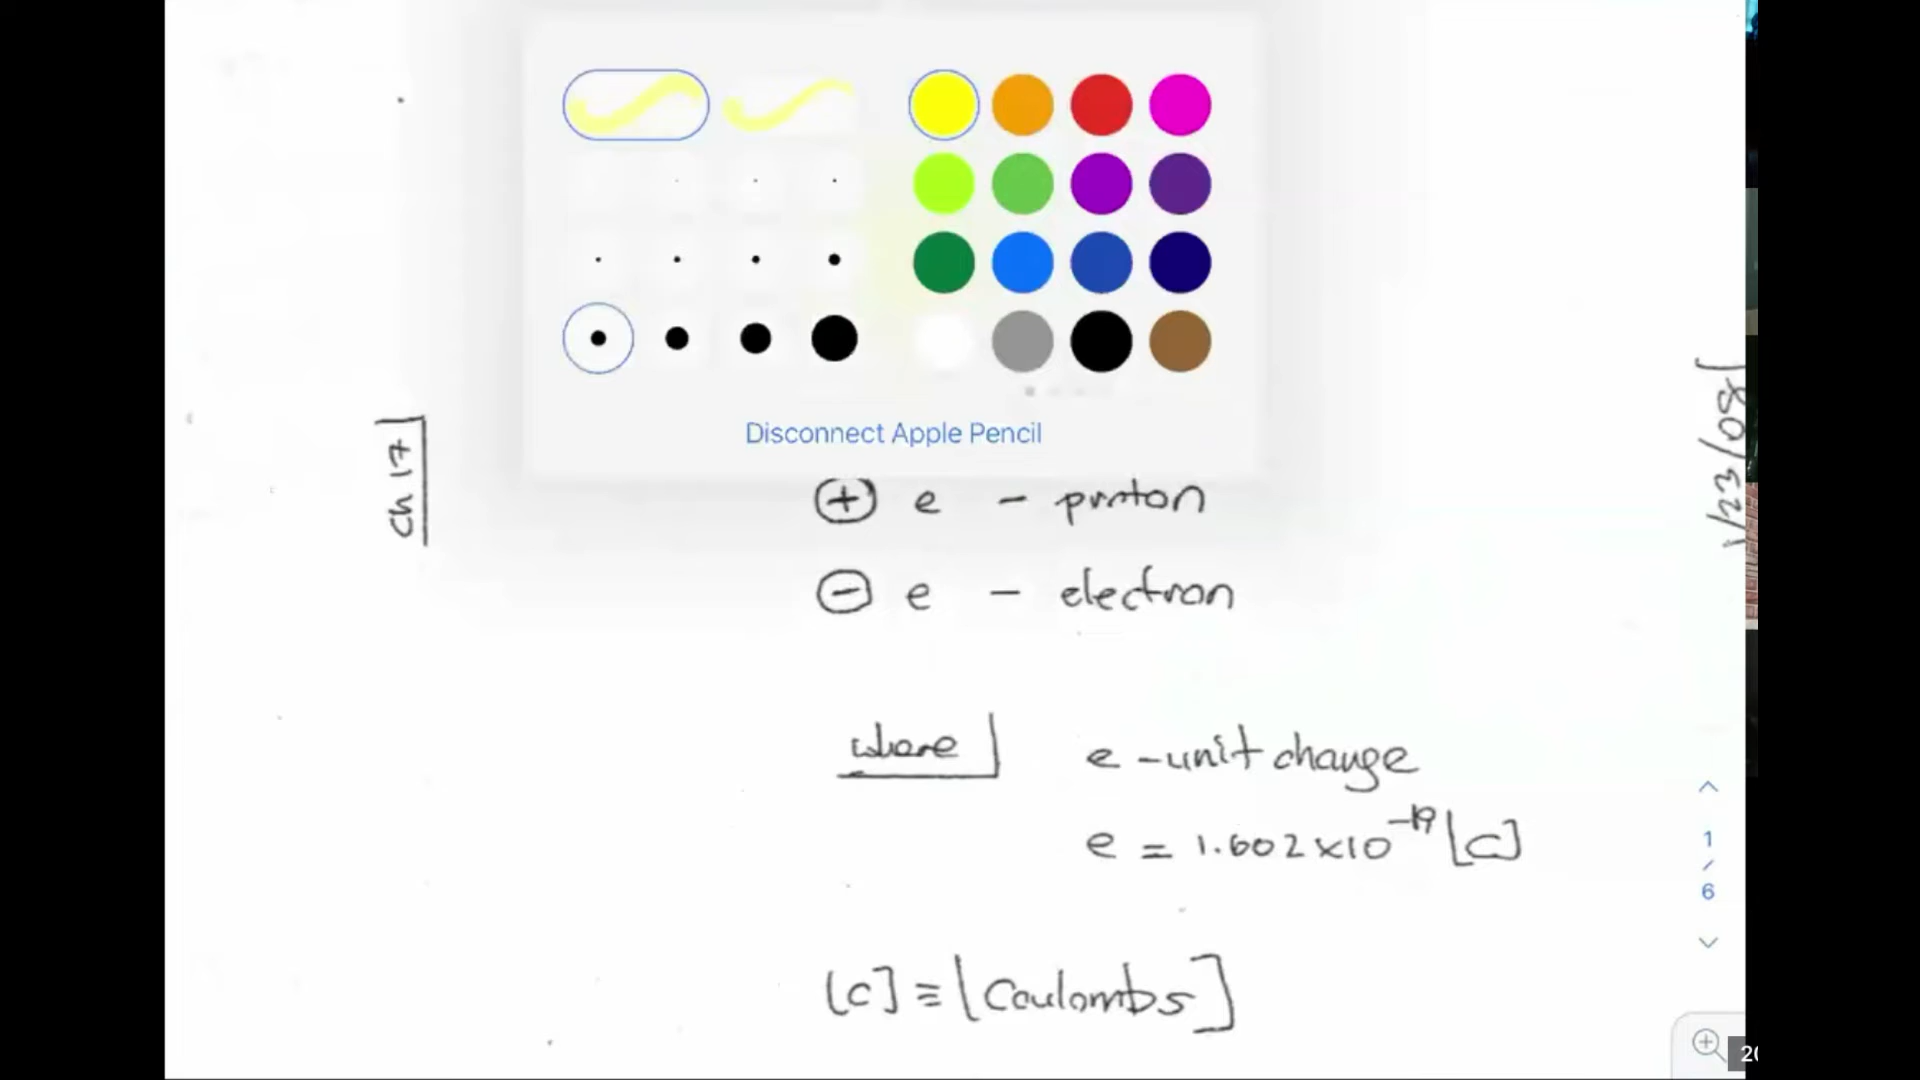 Disconnect Apple Pencil
Ch 17
⊕ e - proton
⊖ e - electron
1/23/08
where e - unit charge
e = 1.602 x 10^-19 [C]
[C] ≡ [Coulombs]
1
/
6
20